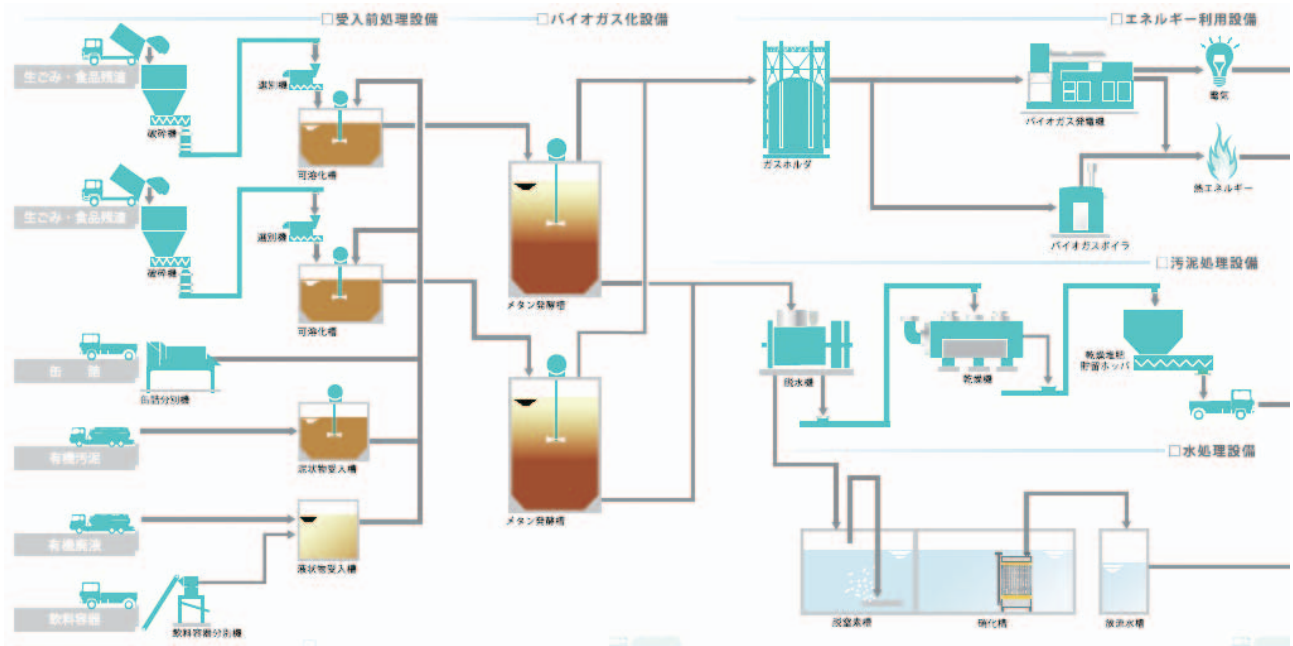 □受入前処理設備
□バイオガス化設備
□エネルギー利用設備
生ごみ・食品残渣
破砕機
選別機
可溶化槽
生ごみ・食品残渣
破砕機
選別機
可溶化槽
缶詰
缶詰分別機
有機汚泥
泥状物受入槽
有機廃液
液状物受入槽
飲料容器
飲料容器分別機
メタン発酵槽
メタン発酵槽
ガスホルダ
バイオガス発電機
電気
熱エネルギー
バイオガスボイラ
□汚泥処理設備
脱水機
乾燥機
乾燥堆肥
貯留ホッパ
□水処理設備
脱窒素槽
硝化槽
放流水槽